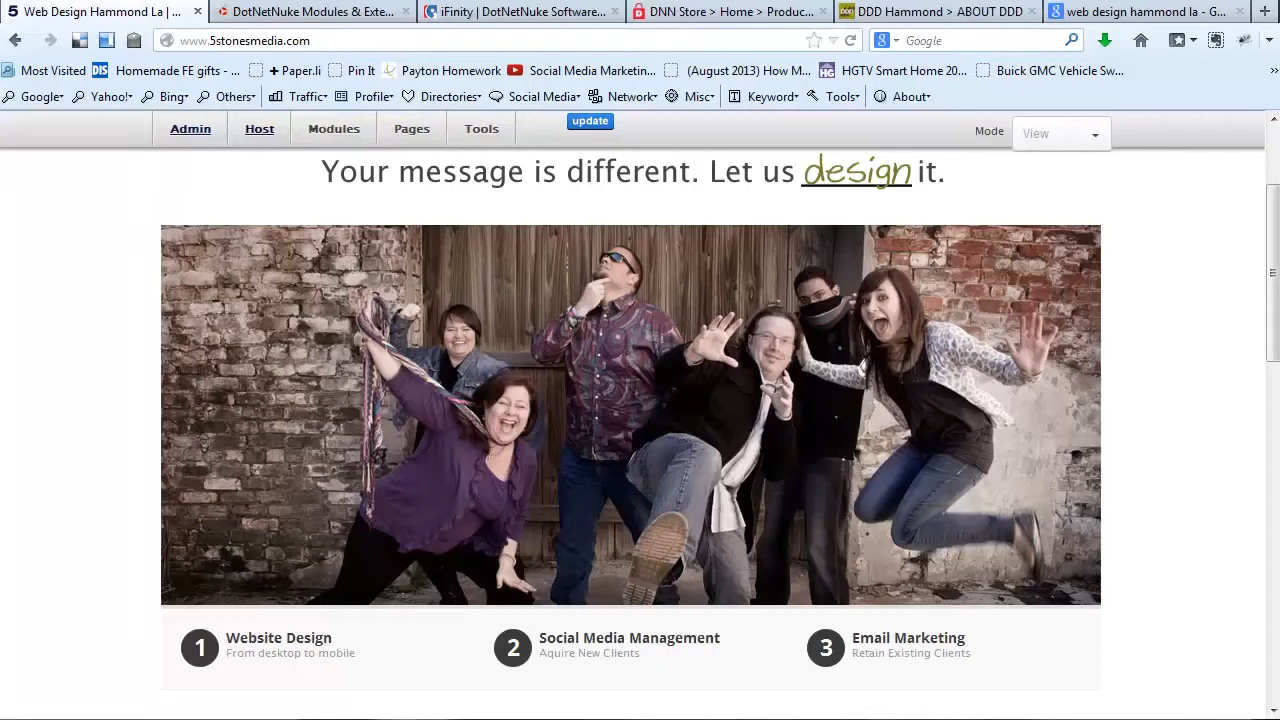 5 Web Design Hammond La | ... × DotNetNuke Modules & Exte... × iFinity | DotNetNuke Software... × DNN Store > Home > Produc... × DDD Hammond > ABOUT DDD × web design hammond la - G... ×
www.5stonesmedia.com Google
Most Visited DIS Homemade FE gifts - ... + Paper.li Pin It Payton Homework Social Media Marketin... (August 2013) How M... HG HGTV Smart Home 20... Buick GMC Vehicle Sw...
Google Yahoo! Bing Others Traffic Profile Directories Social Media Network Misc Keyword Tools About
Admin Host Modules Pages Tools update Mode View
Your message is different. Let us design it.
1 Website Design 2 Social Media Management 3 Email Marketing
From desktop to mobile Aquire New Clients Retain Existing Clients